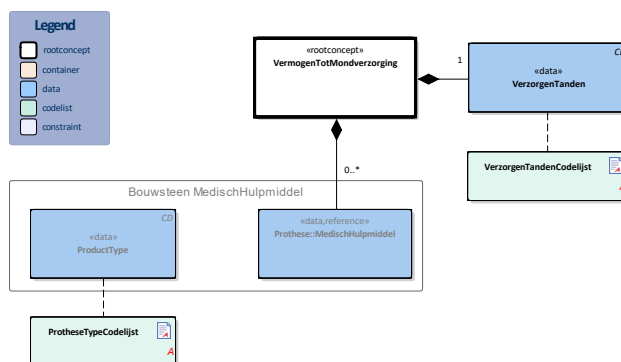 Legend
rootconcept
container
data
codelist
constraint
«rootconcept»
VermogenTotMondverzorging
1
«data»
VerzorgenTanden
VerzorgenTandenCodelijst
0..*
Bouwsteen MedischHulpmiddel
CD
«data»
ProductType
«data,reference»
Prothese::MedischHulpmiddel
ProtheseTypeCodelijst
A